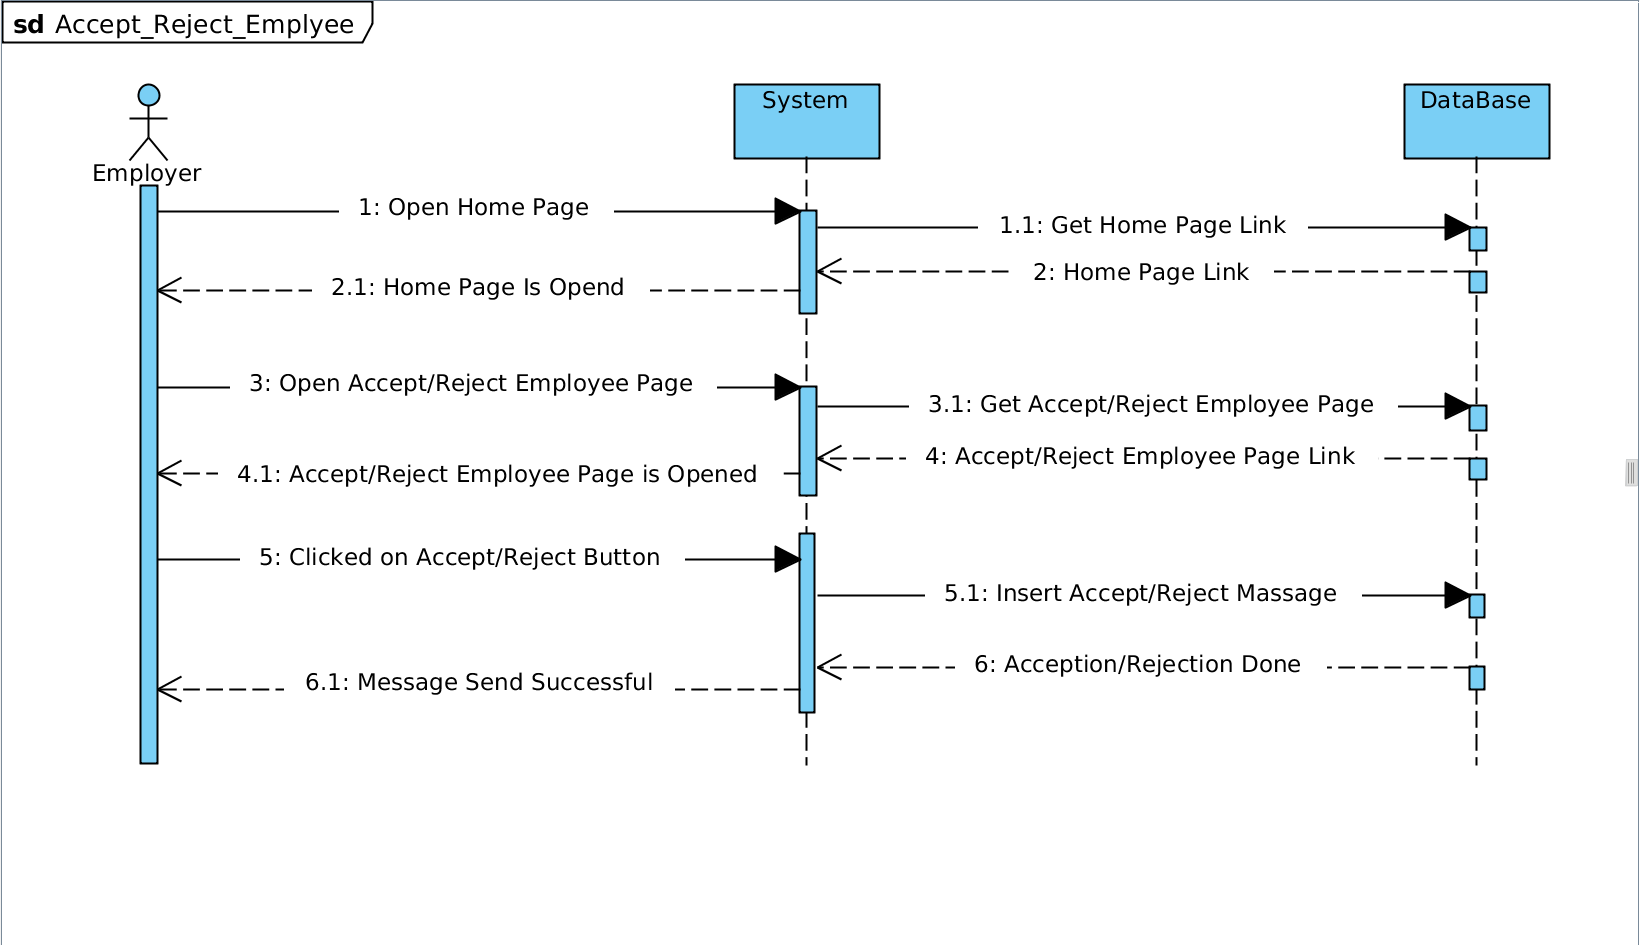 sd Accept_Reject_Emplyee
System
DataBase
Employer
1: Open Home Page
1.1: Get Home Page Link
2: Home Page Link
2.1: Home Page Is Opend
3: Open Accept/Reject Employee Page
3.1: Get Accept/Reject Employee Page
4: Accept/Reject Employee Page Link
4.1: Accept/Reject Employee Page is Opened
5: Clicked on Accept/Reject Button
5.1: Insert Accept/Reject Massage
6: Acception/Rejection Done
6.1: Message Send Successful